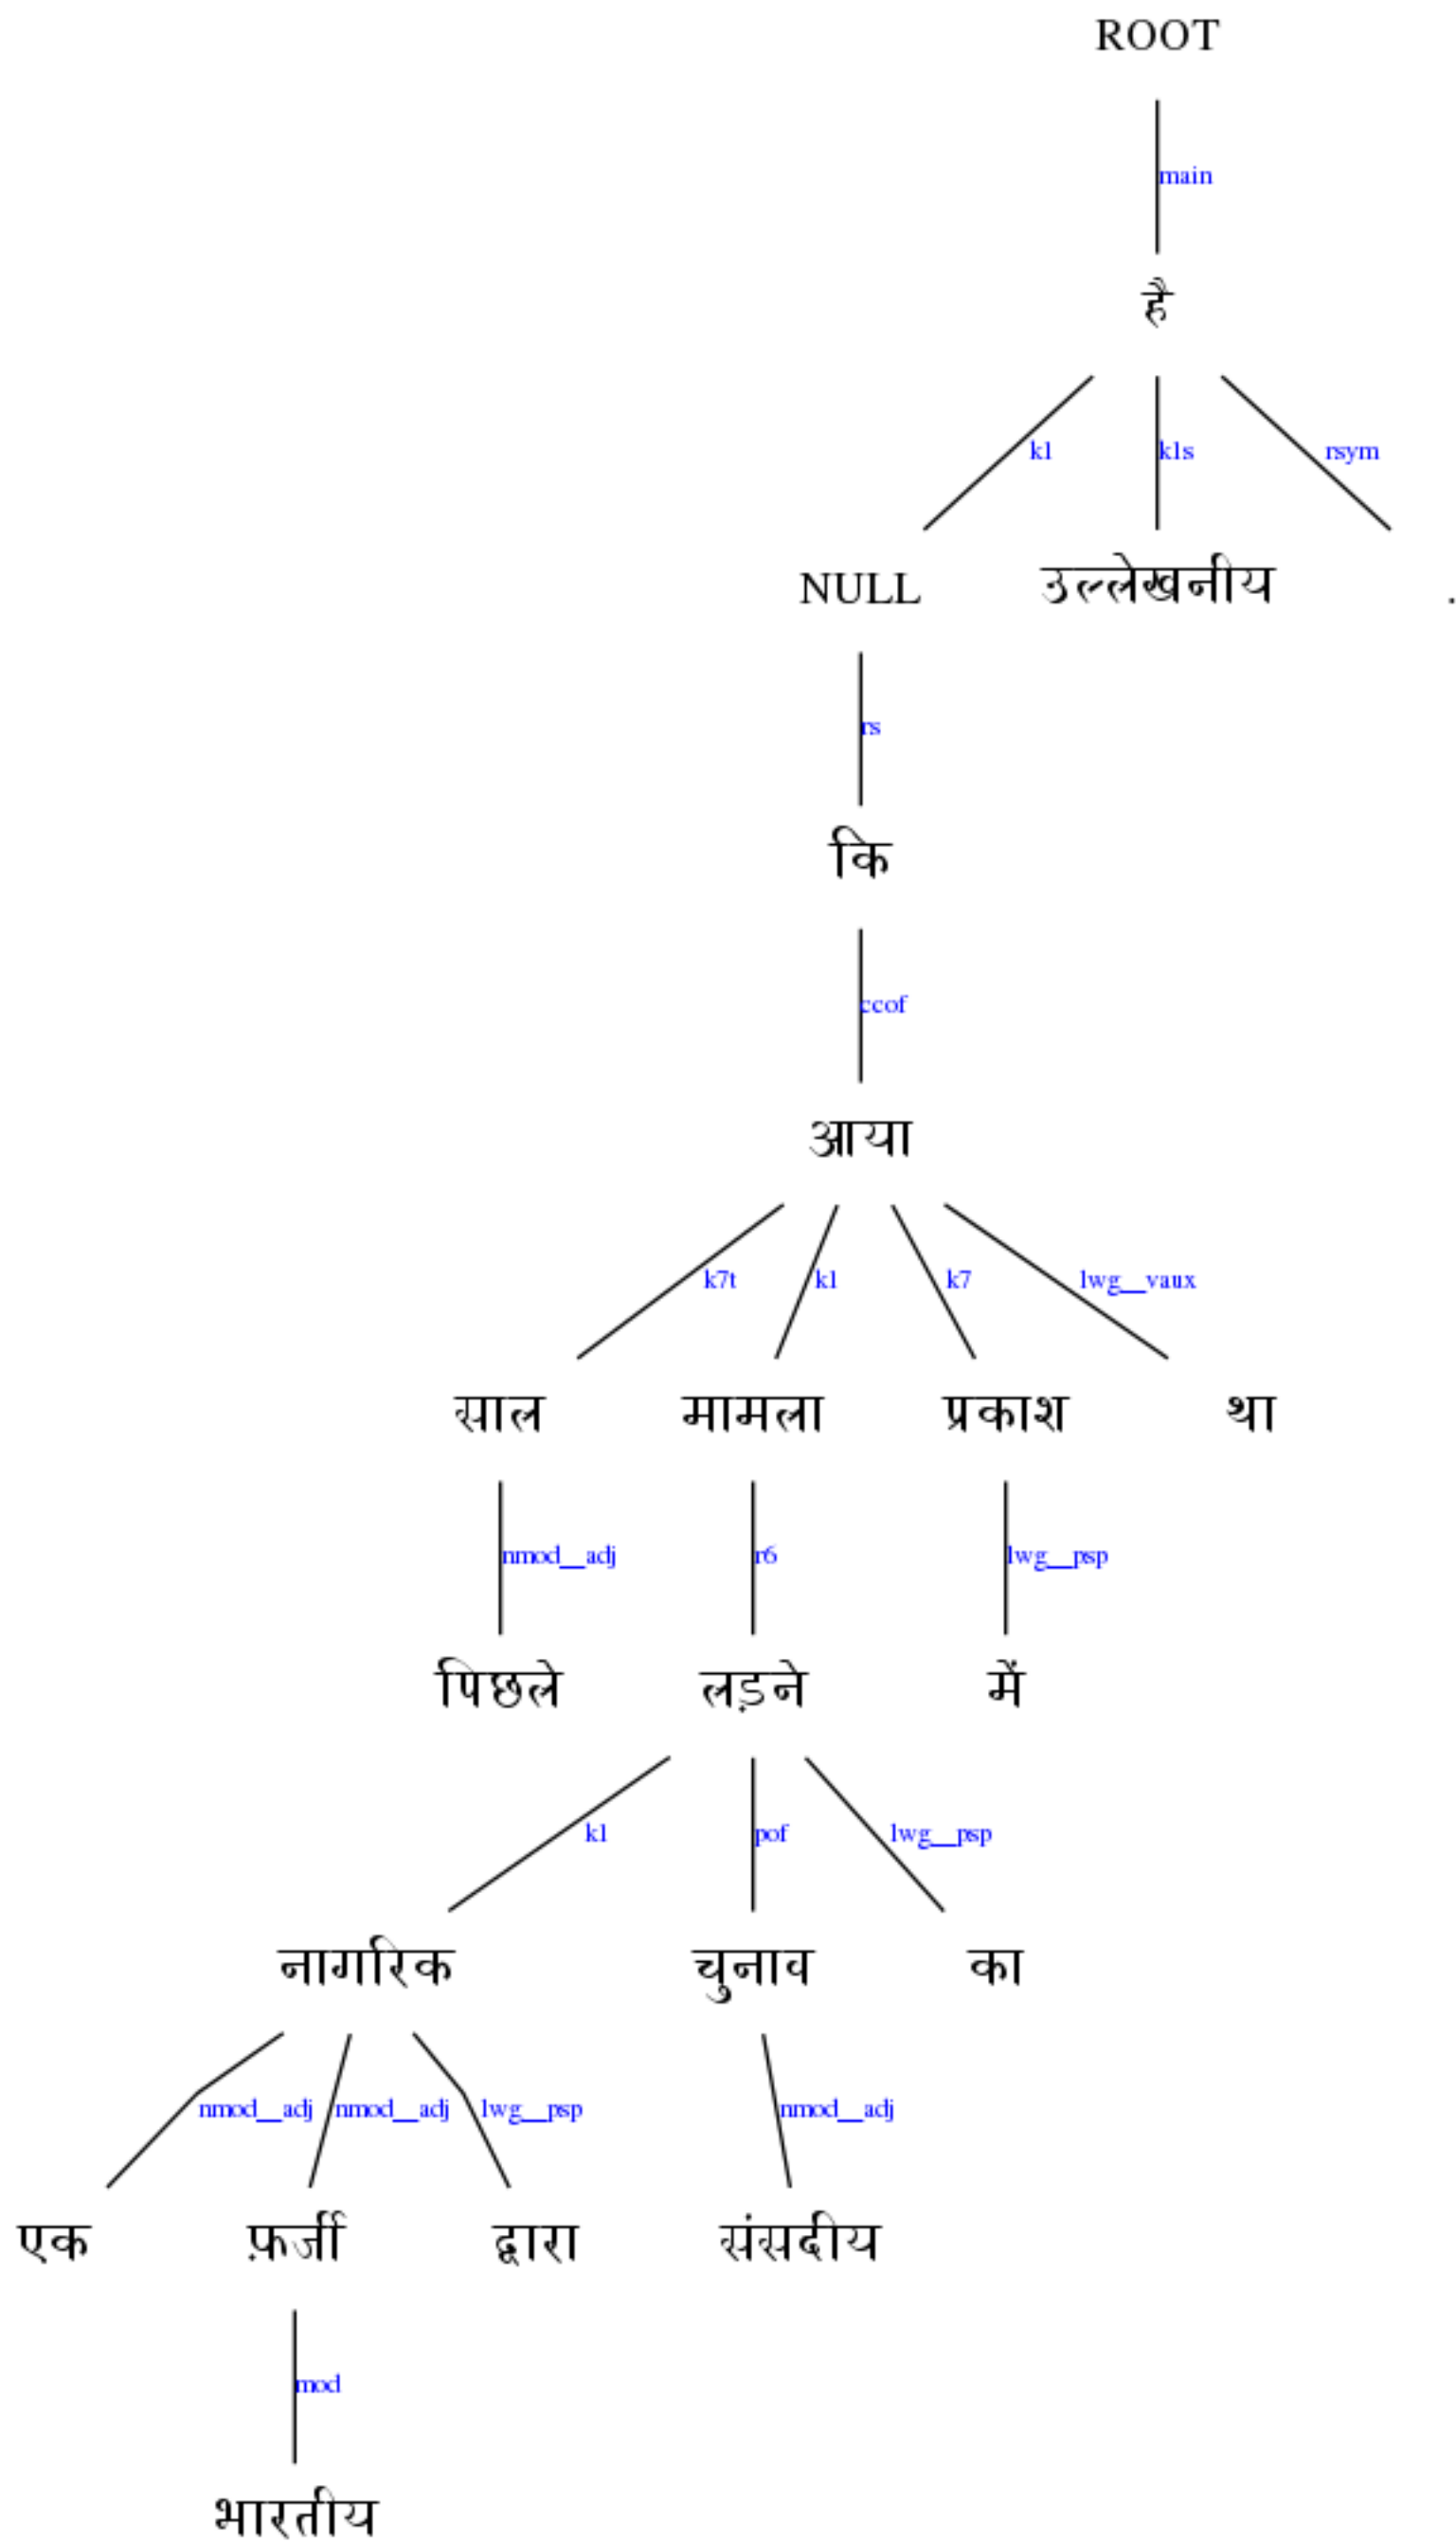 ROOT
main
है
k1 k1s rsym
NULL उल्लेखनीय .
rs
कि
ccof
आया
k7t k1 k7 lwg__vaux
साल मामला प्रकाश था
nmod__adj r6 lwg__psp
पिछले लड़ने में
k1 pof lwg__psp
नागरिक चुनाव का
nmod__adj nmod__adj lwg__psp nmod__adj
एक फ़र्जी द्वारा संसदीय
mod
भारतीय